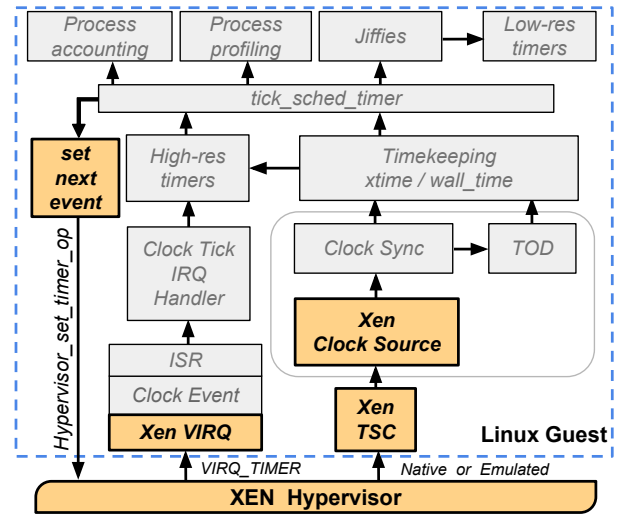 Process
accounting
Process
profiling
Jiffies
Low-res
timers
tick_sched_timer
set
next
event
High-res
timers
Timekeeping
xtime / wall_time
Clock Tick
IRQ
Handler
Clock Sync
TOD
Xen
Clock Source
ISR
Clock Event
Xen VIRQ
Xen
TSC
Linux Guest
Hypervisor_set_timer_op
VIRQ_TIMER
Native or Emulated
XEN Hypervisor